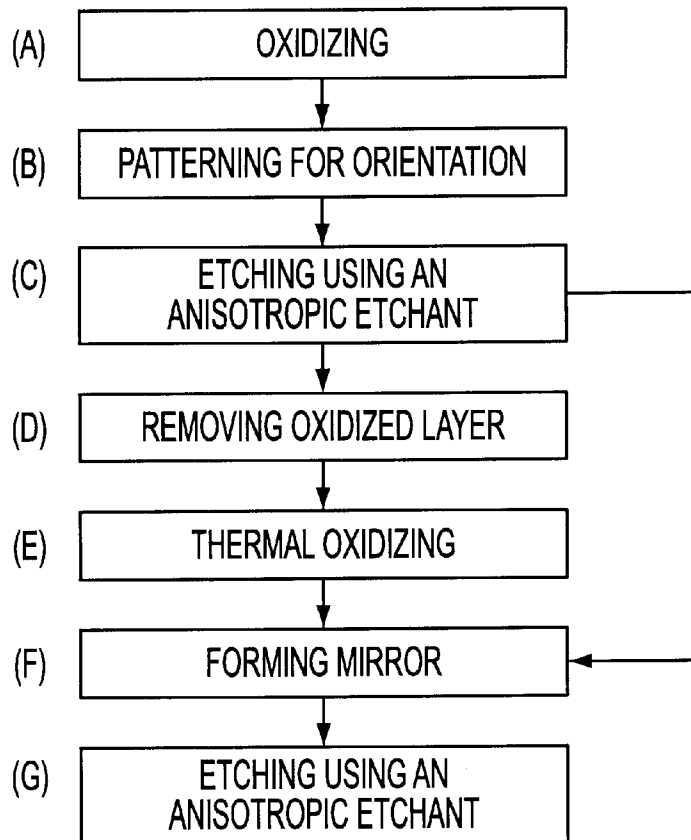 (A) OXIDIZING
(B) PATTERNING FOR ORIENTATION
(C) ETCHING USING AN
ANISOTROPIC ETCHANT
(D) REMOVING OXIDIZED LAYER
(E) THERMAL OXIDIZING
(F) FORMING MIRROR
(G) ETCHING USING AN
ANISOTROPIC ETCHANT